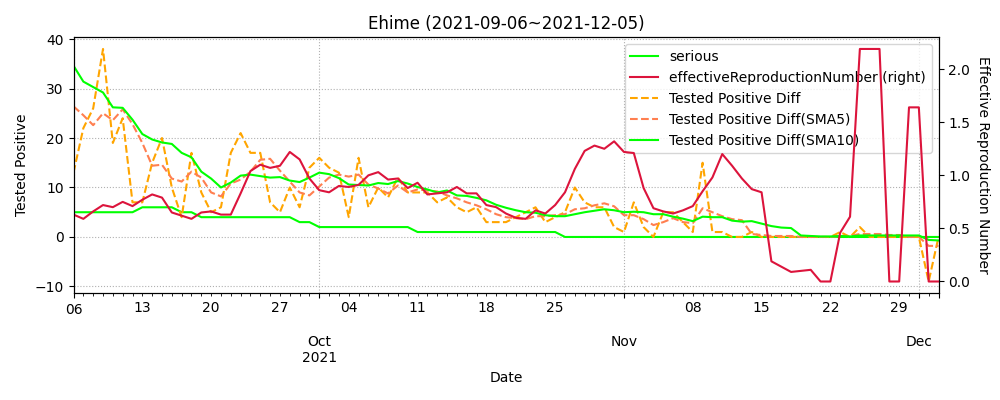 Ehime (2021-09-06~2021-12-05)
40
30
20
10
0
−10
Tested Positive
serious
effectiveReproductionNumber (right)
Tested Positive Diff
Tested Positive Diff(SMA5)
Tested Positive Diff(SMA10)
2.0
1.5
1.0
0.5
0.0
Effective Reproduction Number
06 13 20 27 04 11 18 25 08 15 22 29
Oct Nov Dec
2021
Date